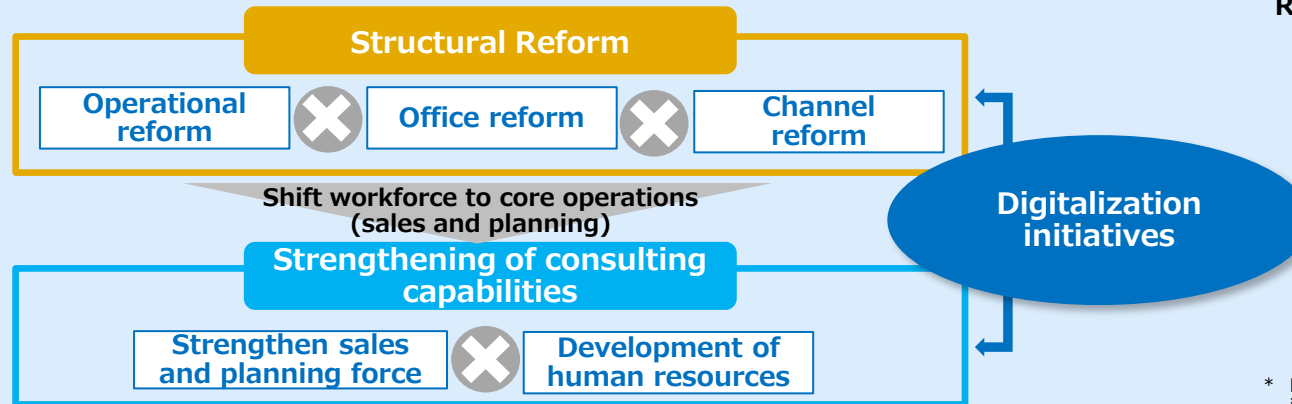 Structural Reform
Operational
reform
Office reform
Channel
reform
Shift workforce to core operations
(sales and planning)
Strengthening of consulting
capabilities
Strengthen sales
and planning force
Development of
human resources
Digitalization
initiatives
R
*